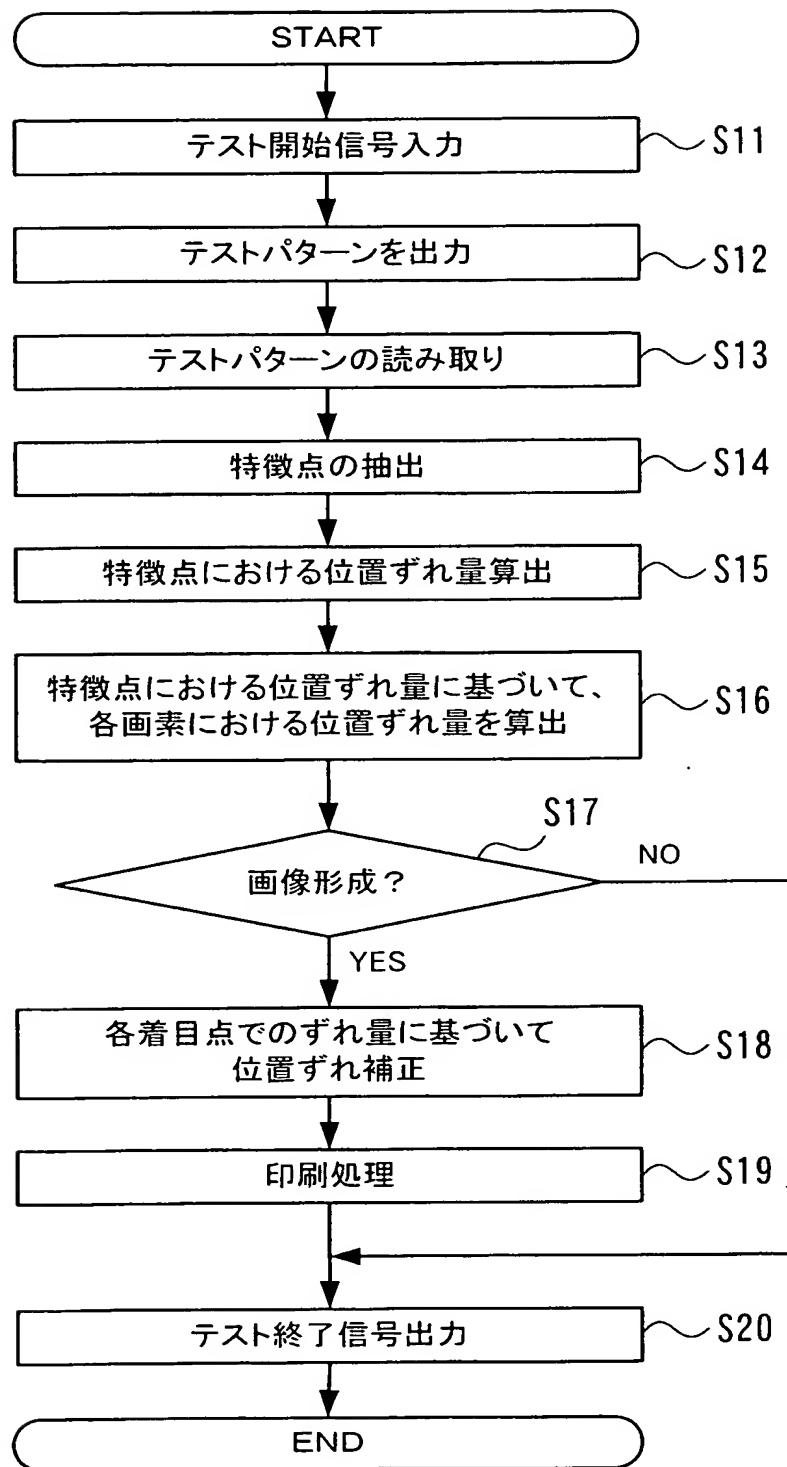 START
テスト開始信号入力
S11
テストパターンを出力
S12
テストパターンの読み取り
S13
特徴点の抽出
S14
特徴点における位置ずれ量算出
S15
特徴点における位置ずれ量に基づいて、
各画素における位置ずれ量を算出
S16
S17
画像形成?
NO
YES
各着目点でのずれ量に基づいて
位置ずれ補正
S18
印刷処理
S19
テスト終了信号出力
S20
END